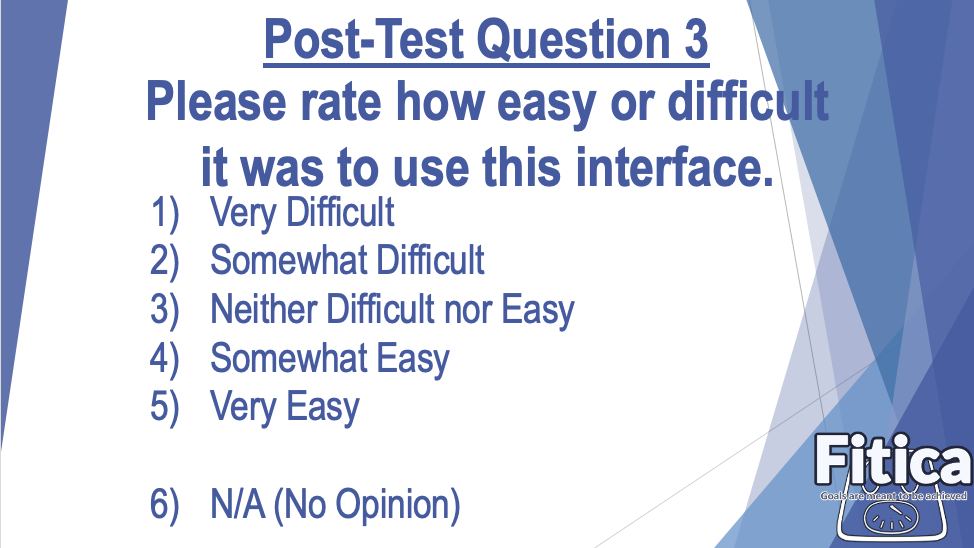 Post-Test Question 3
Please rate how easy or difficult
it was to use this interface.
1) Very Difficult
2) Somewhat Difficult
3) Neither Difficult nor Easy
4) Somewhat Easy
5) Very Easy
6) N/A (No Opinion)
Fitica
Goals are meant to be achieved